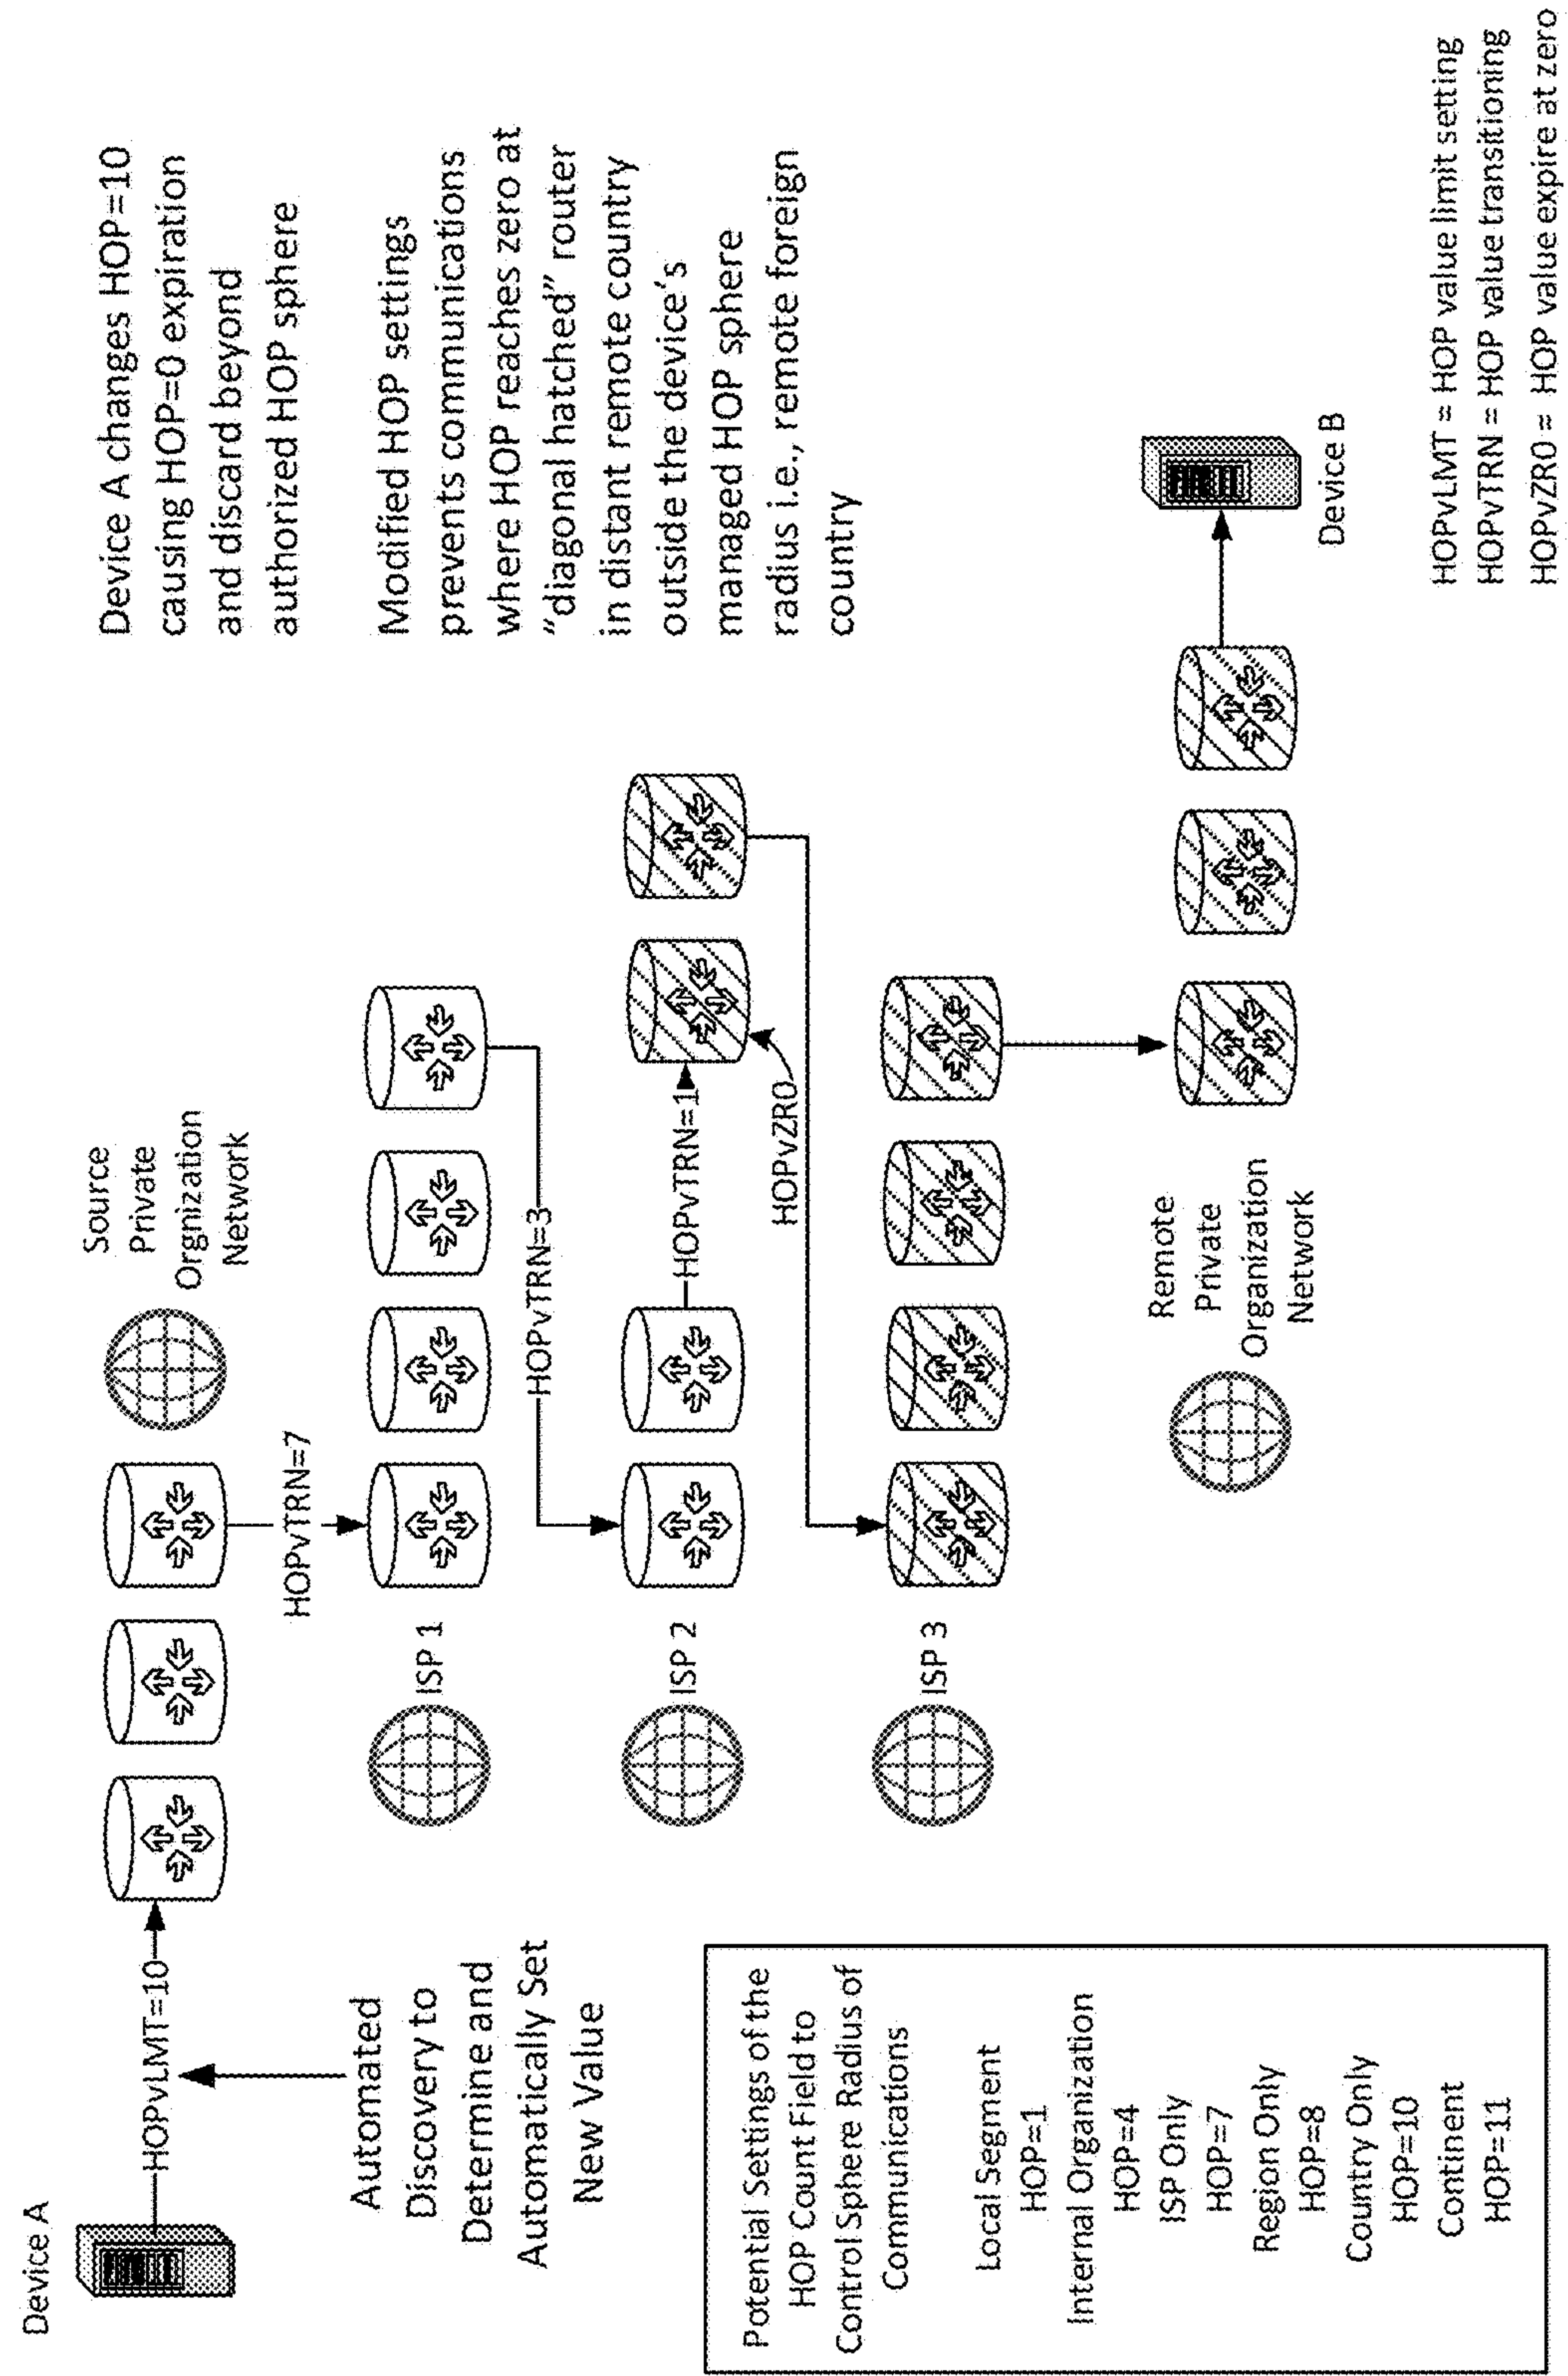 Device A
HOPvLMT=10
Automated
Discovery to
Determine and
Automatically Set
New Value
Source
Private
Orgnization
Network
HOPvTRN=7
Device A changes HOP=10
causing HOP=0 expiration
and discard beyond
authorized HOP sphere
Modified HOP settings
prevents communications
where HOP reaches zero at
"diagonal hatched" router
in distant remote country
outside the device's
managed HOP sphere
radius i.e., remote foreign
country
ISP 1
HOPvTRN=3
ISP 2
HOPvTRN=1
HOPvZR0
ISP 3
Remote
Private
Organization
Network
Device B
Potential Settings of the
HOP Count Field to
Control Sphere Radius of
Communications
Local Segment
HOP=1
Internal Organization
HOP=4
ISP Only
HOP=7
Region Only
HOP=8
Country Only
HOP=10
Continent
HOP=11
HOPvLMT = HOP value limit setting
HOPvTRN = HOP value transitioning
HOPvZR0 = HOP value expire at zero